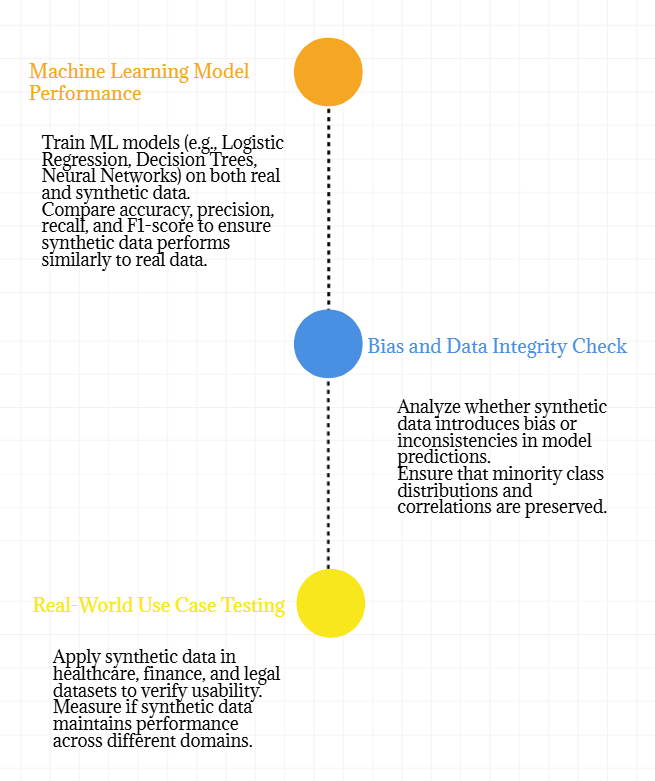 Machine Learning Model
Performance
Train ML models (e.g., Logistic
Regression, Decision Trees,
Neural Networks) on both real
and synthetic data.
Compare accuracy, precision,
recall, and F1-score to ensure
synthetic data performs
similarly to real data.
Bias and Data Integrity Check
Analyze whether synthetic
data introduces bias or
inconsistencies in model
predictions.
Ensure that minority class
distributions and
correlations are preserved.
Real-World Use Case Testing
Apply synthetic data in
healthcare, finance, and legal
datasets to verify usability.
Measure if synthetic data
maintains performance
across different domains.